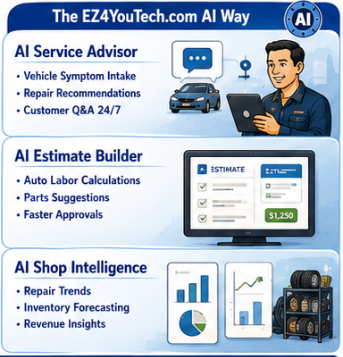 The EZ4YouTech.com AI Way
AI
AI Service Advisor
• Vehicle Symptom Intake
• Repair Recommendations
• Customer Q&A 24/7
AI Estimate Builder
• Auto Labor Calculations
• Parts Suggestions
• Faster Approvals
ESTIMATE
$1,250
AI Shop Intelligence
• Repair Trends
• Inventory Forecasting
• Revenue Insights